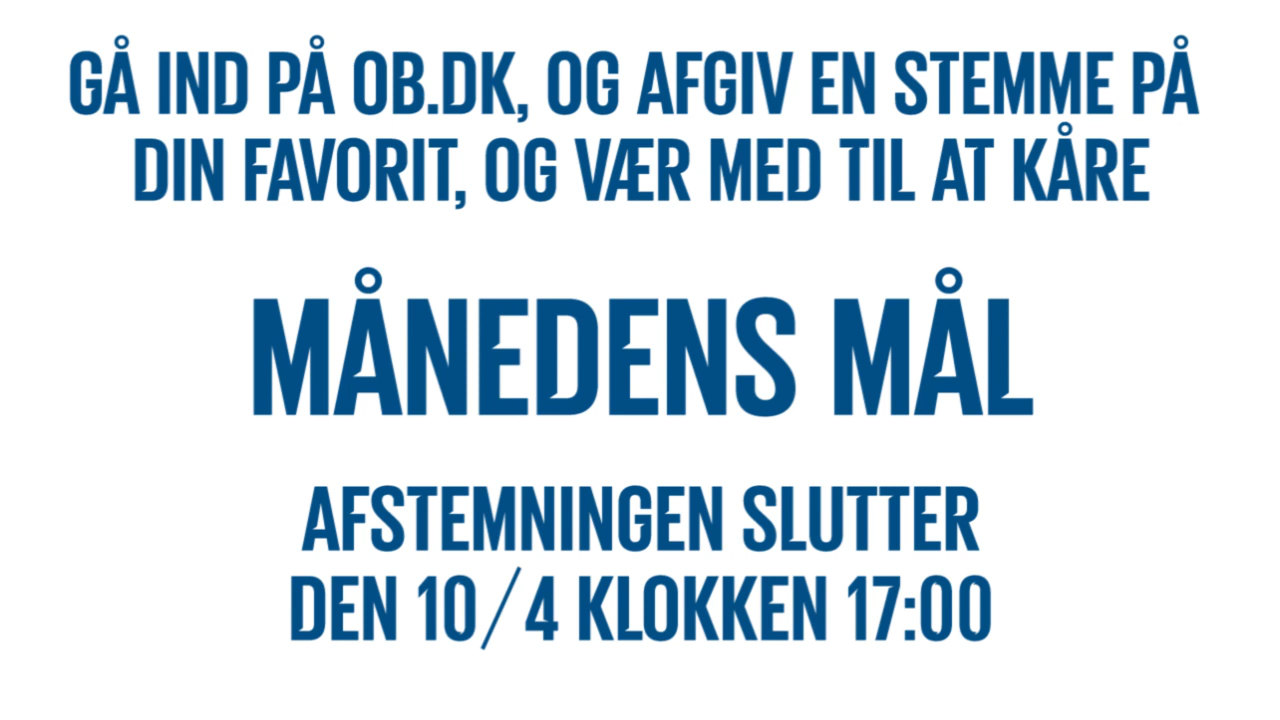 GÅ IND PÅ OB.DK, OG AFGIV EN STEMME PÅ
DIN FAVORIT, OG VÆR MED TIL AT KÅRE
MÅNEDENS MÅL
AFSTEMNINGEN SLUTTER
DEN 10/4 KLOKKEN 17:00